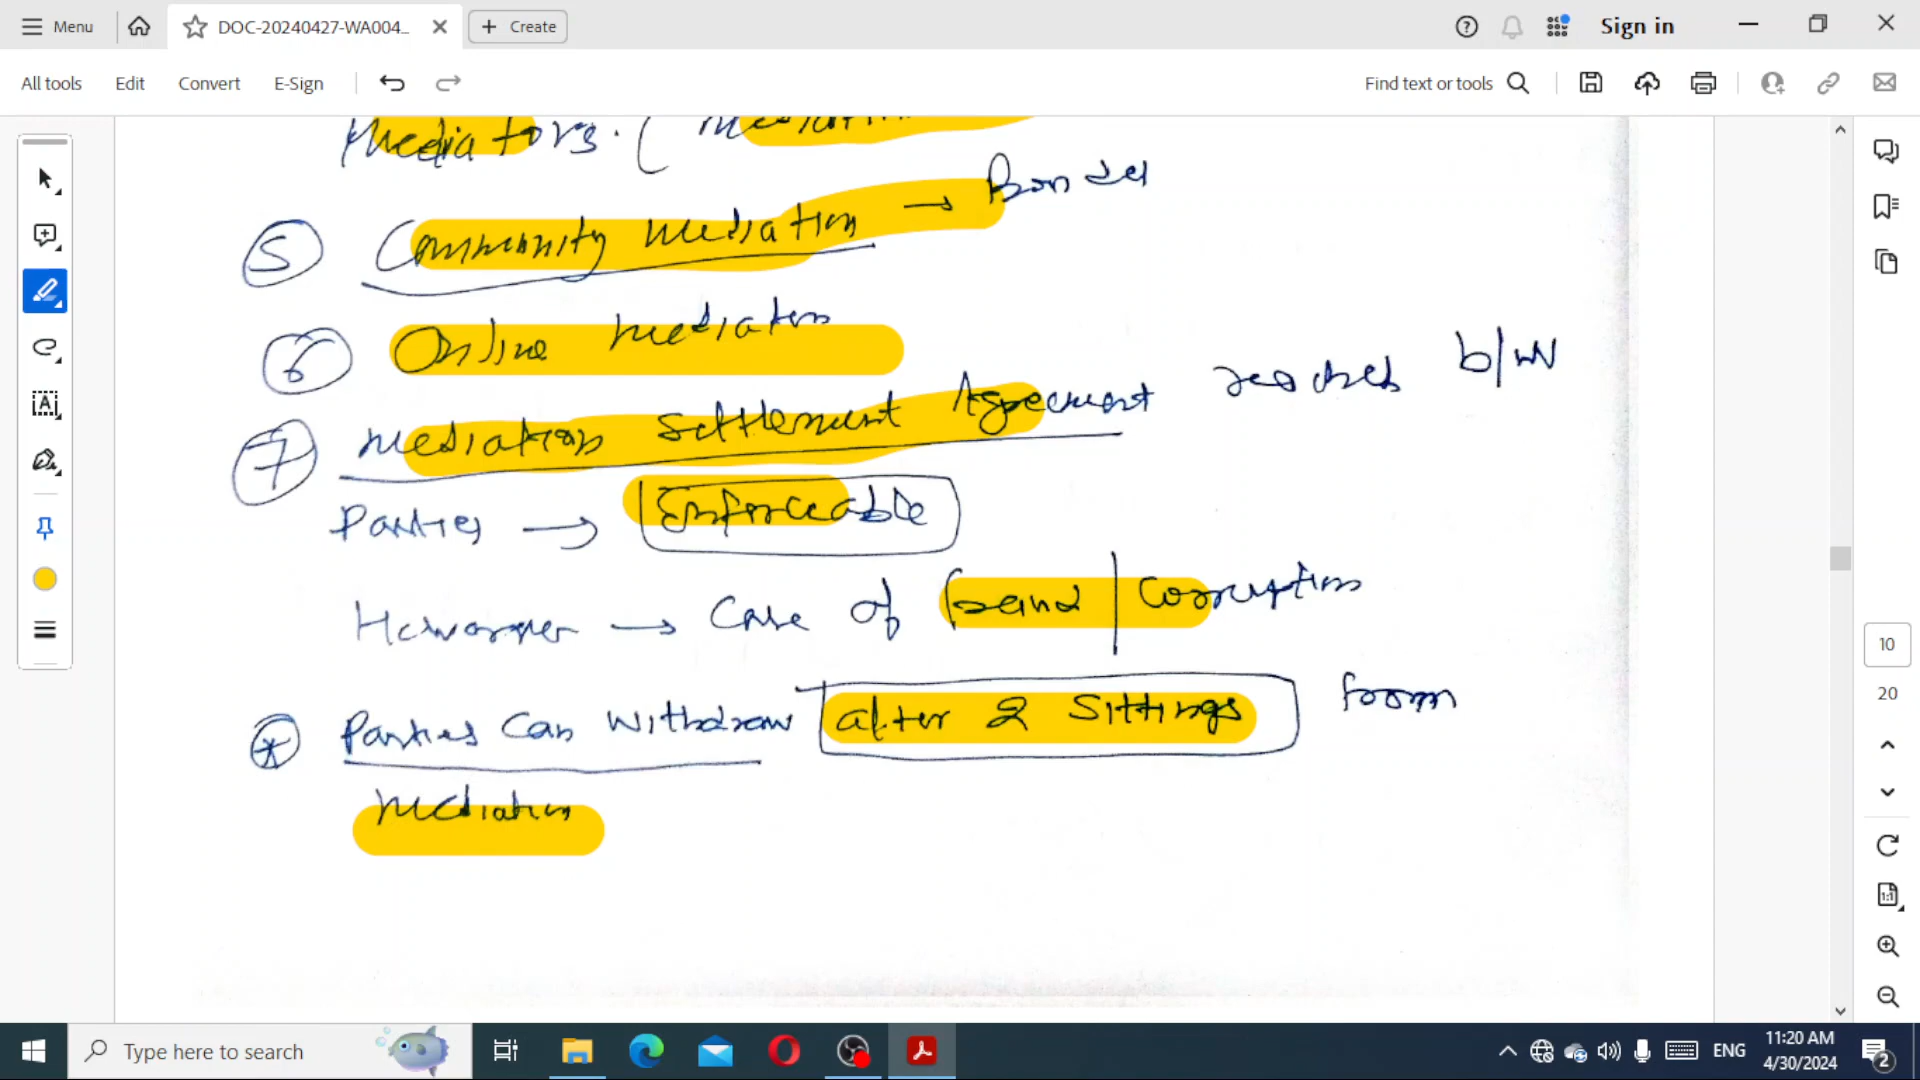 Menu DOC-20240427-WA004... Create Sign in
All tools Edit Convert E-Sign Find text or tools
Mediators. (
5 Community mediation →
6 Online mediation
7 Mediation Settlement Agreement reached b/w
Parties → Enforceable
However → Case of fraud | Corruption
Parties Can withdraw after 2 Sittings from
mediation
10
20
1:1
Type here to search
ENG
11:20 AM
4/30/2024
2